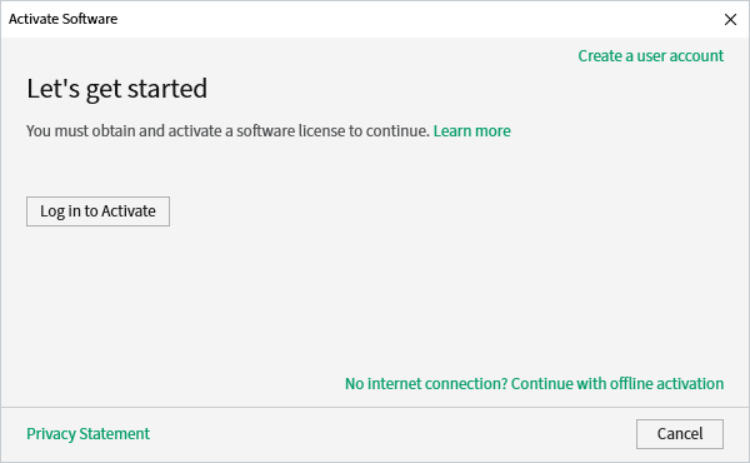 Activate Software
Create a user account
Let's get started
You must obtain and activate a software license to continue. Learn more
Log in to Activate
No internet connection? Continue with offline activation
Privacy Statement
Cancel